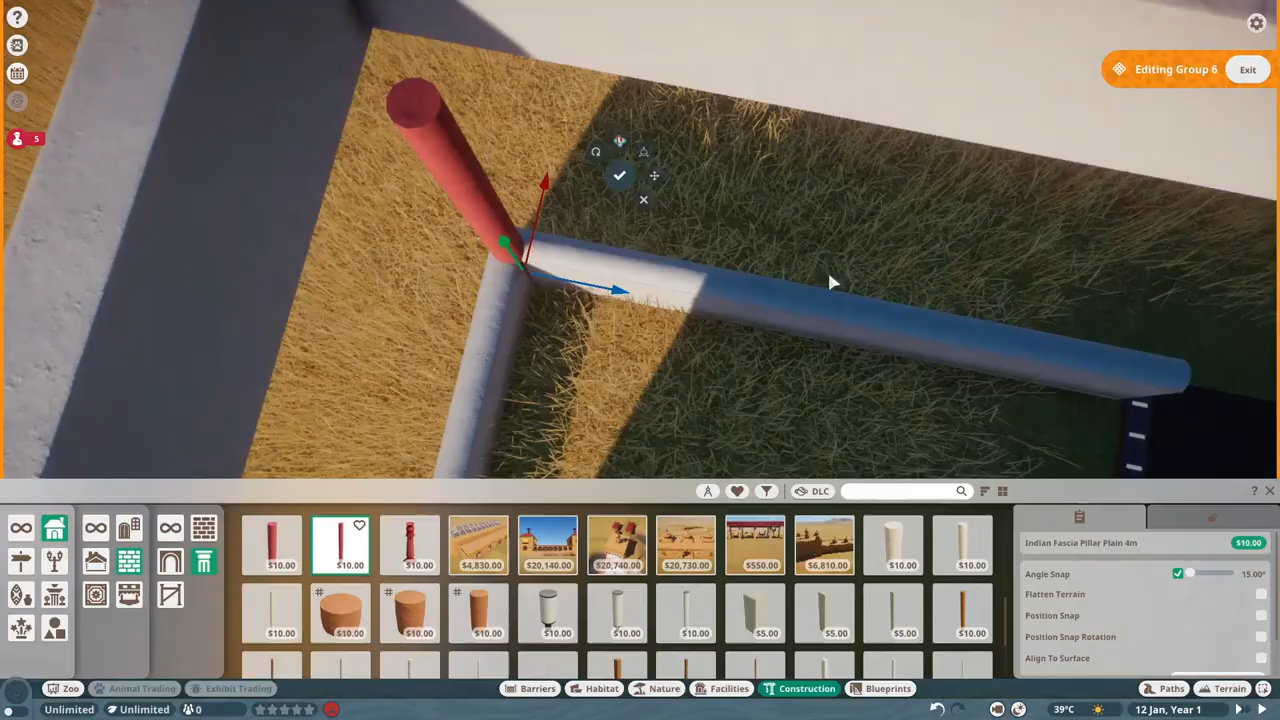 ?
Editing Group 6
Exit
5
DLC
? ×
$10.00
$10.00
$10.00
$4,830.00
$20,140.00
$20,740.00
$20,730.00
$550.00
$6,810.00
$10.00
$10.00
$10.00
# $10.00
# $10.00
# $10.00
$10.00
$10.00
$10.00
$5.00
$5.00
$5.00
$10.00
Indian Fascia Pillar Plain 4m
$10.00
Angle Snap
15.00°
Flatten Terrain
Position Snap
Position Snap Rotation
Align To Surface
Zoo
Animal Trading
Exhibit Trading
Barriers
Habitat
Nature
Facilities
Construction
Blueprints
Paths
Terrain
Unlimited
Unlimited
0
39°C
12 Jan, Year 1